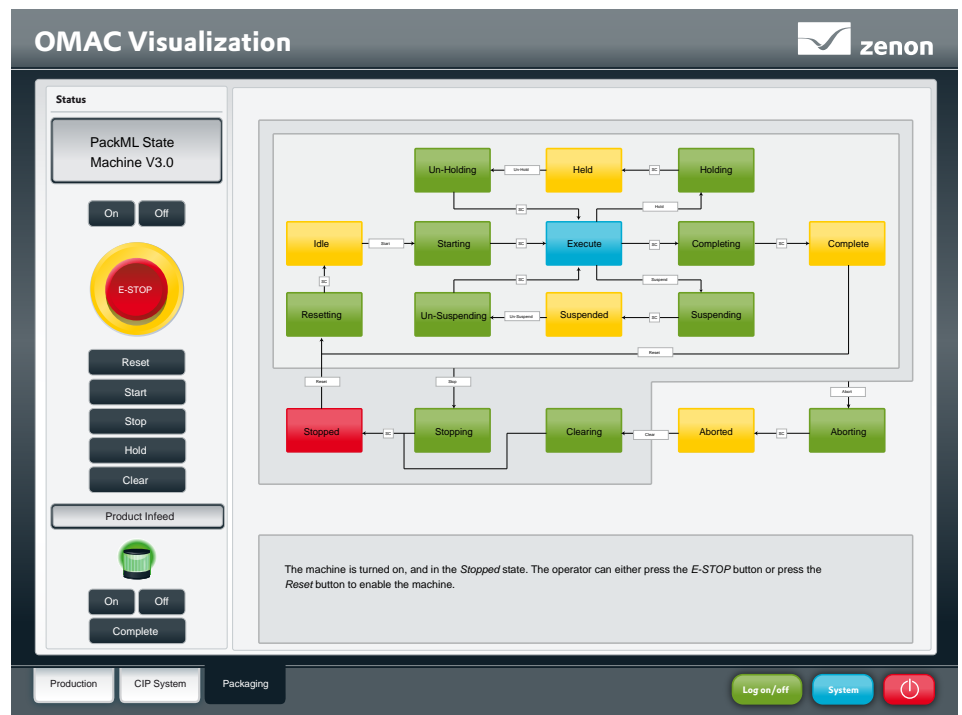 OMAC Visualization
zenon
Status
PackML State
Machine V3.0
On
Off
E-STOP
Reset
Start
Stop
Hold
Clear
Product Infeed
On
Off
Complete
Un-Holding
Un-Hold
Held
SC
Holding
SC
Hold
Idle
Start
Starting
SC
Execute
SC
Completing
SC
Complete
SC
SC
Suspend
Resetting
Un-Suspending
Un-Suspend
Suspended
SC
Suspending
Reset
Reset
Stop
Abort
Stopped
SC
Stopping
Clearing
Clear
Aborted
SC
Aborting
The machine is turned on, and in the Stopped state. The operator can either press the E-STOP button or press the
Reset button to enable the machine.
Production
CIP System
Packaging
Log on/off
System